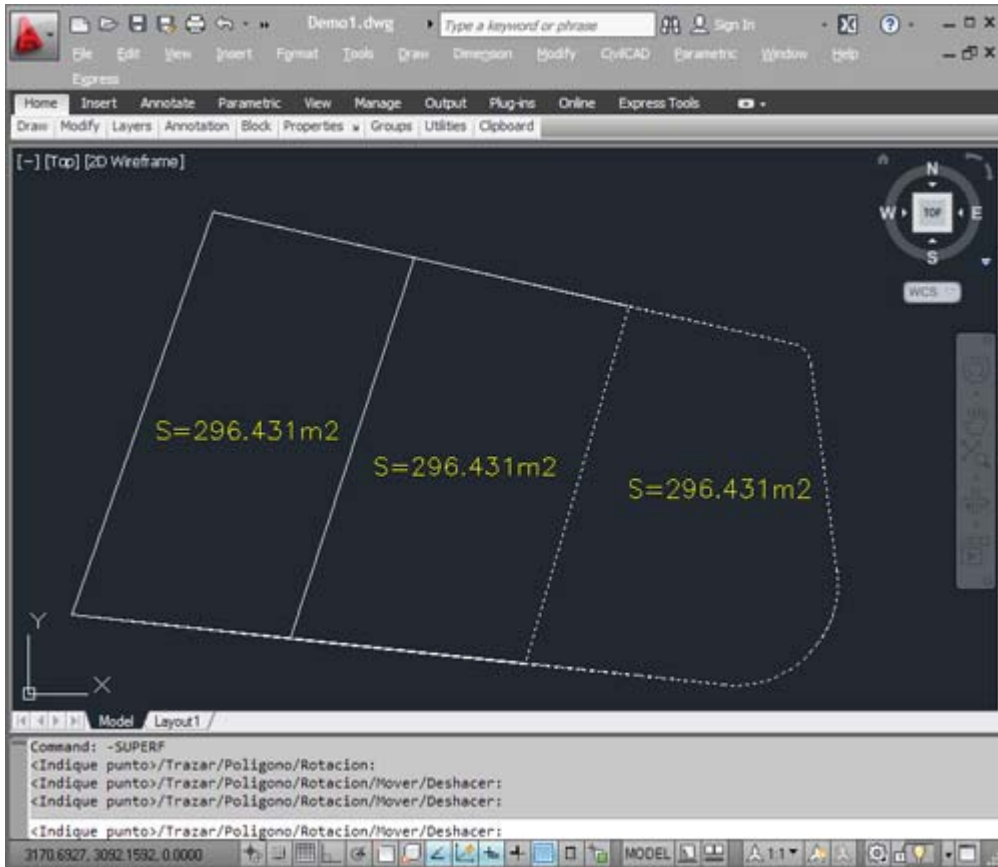 Demo1.dwg Type a keyword or phrase Sign In
File Edit View Insert Format Tools Draw Dimension Modify CivilCAD Parametric Window Help
Express
Home Insert Annotate Parametric View Manage Output Plug-ins Online Express Tools
Draw Modify Layers Annotation Block Properties Groups Utilities Clipboard
[-] [Top] [2D Wireframe]
N
W TOP E
S
WCS
S=296.431m2
S=296.431m2
S=296.431m2
Y
X
Model Layout1
Command: -SUPERF
<Indique punto>/Trazar/Poligono/Rotacion:
<Indique punto>/Trazar/Poligono/Rotacion/Mover/Deshacer:
<Indique punto>/Trazar/Poligono/Rotacion/Mover/Deshacer:
<Indique punto>/Trazar/Poligono/Rotacion/Mover/Deshacer:
3170.6927, 3092.1592, 0.0000 MODEL 1:1